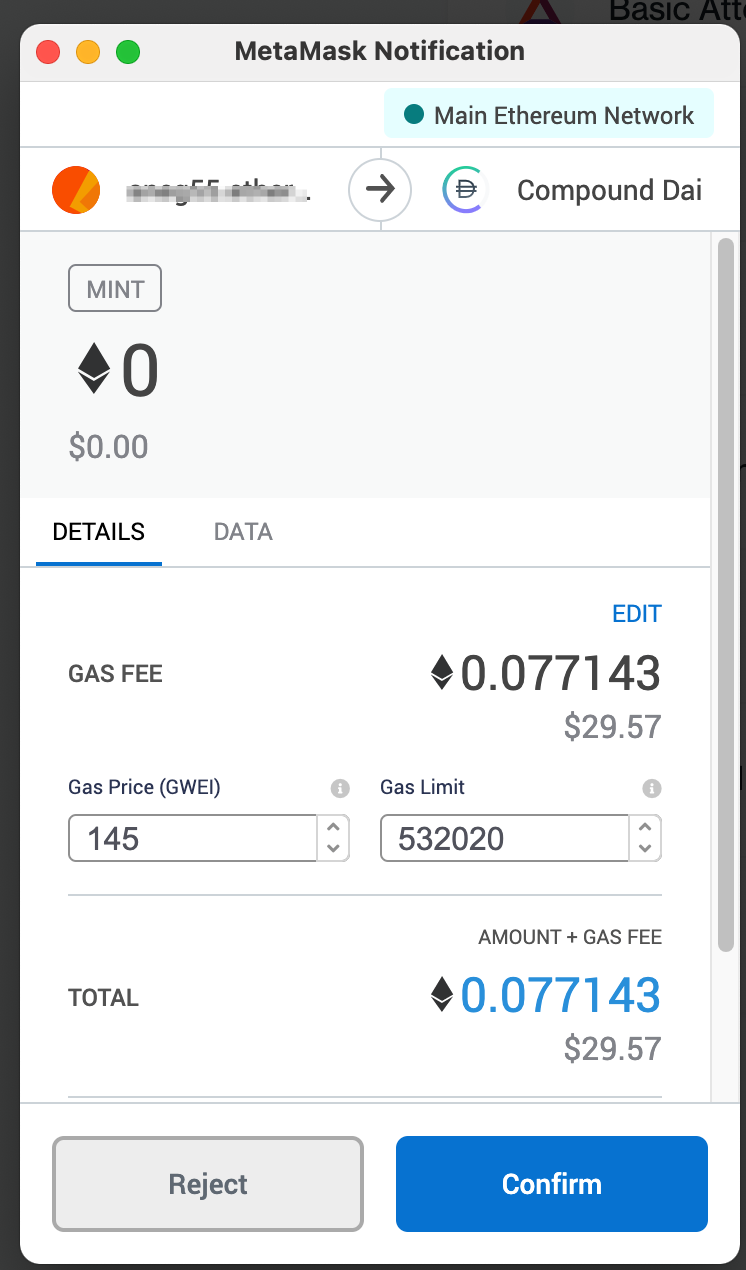 Basic Att
MetaMask Notification
Main Ethereum Network
Compound Dai
MINT
0
$0.00
DETAILS DATA
EDIT
GAS FEE 0.077143
$29.57
Gas Price (GWEI) Gas Limit
145 532020
AMOUNT + GAS FEE
TOTAL 0.077143
$29.57
Reject Confirm